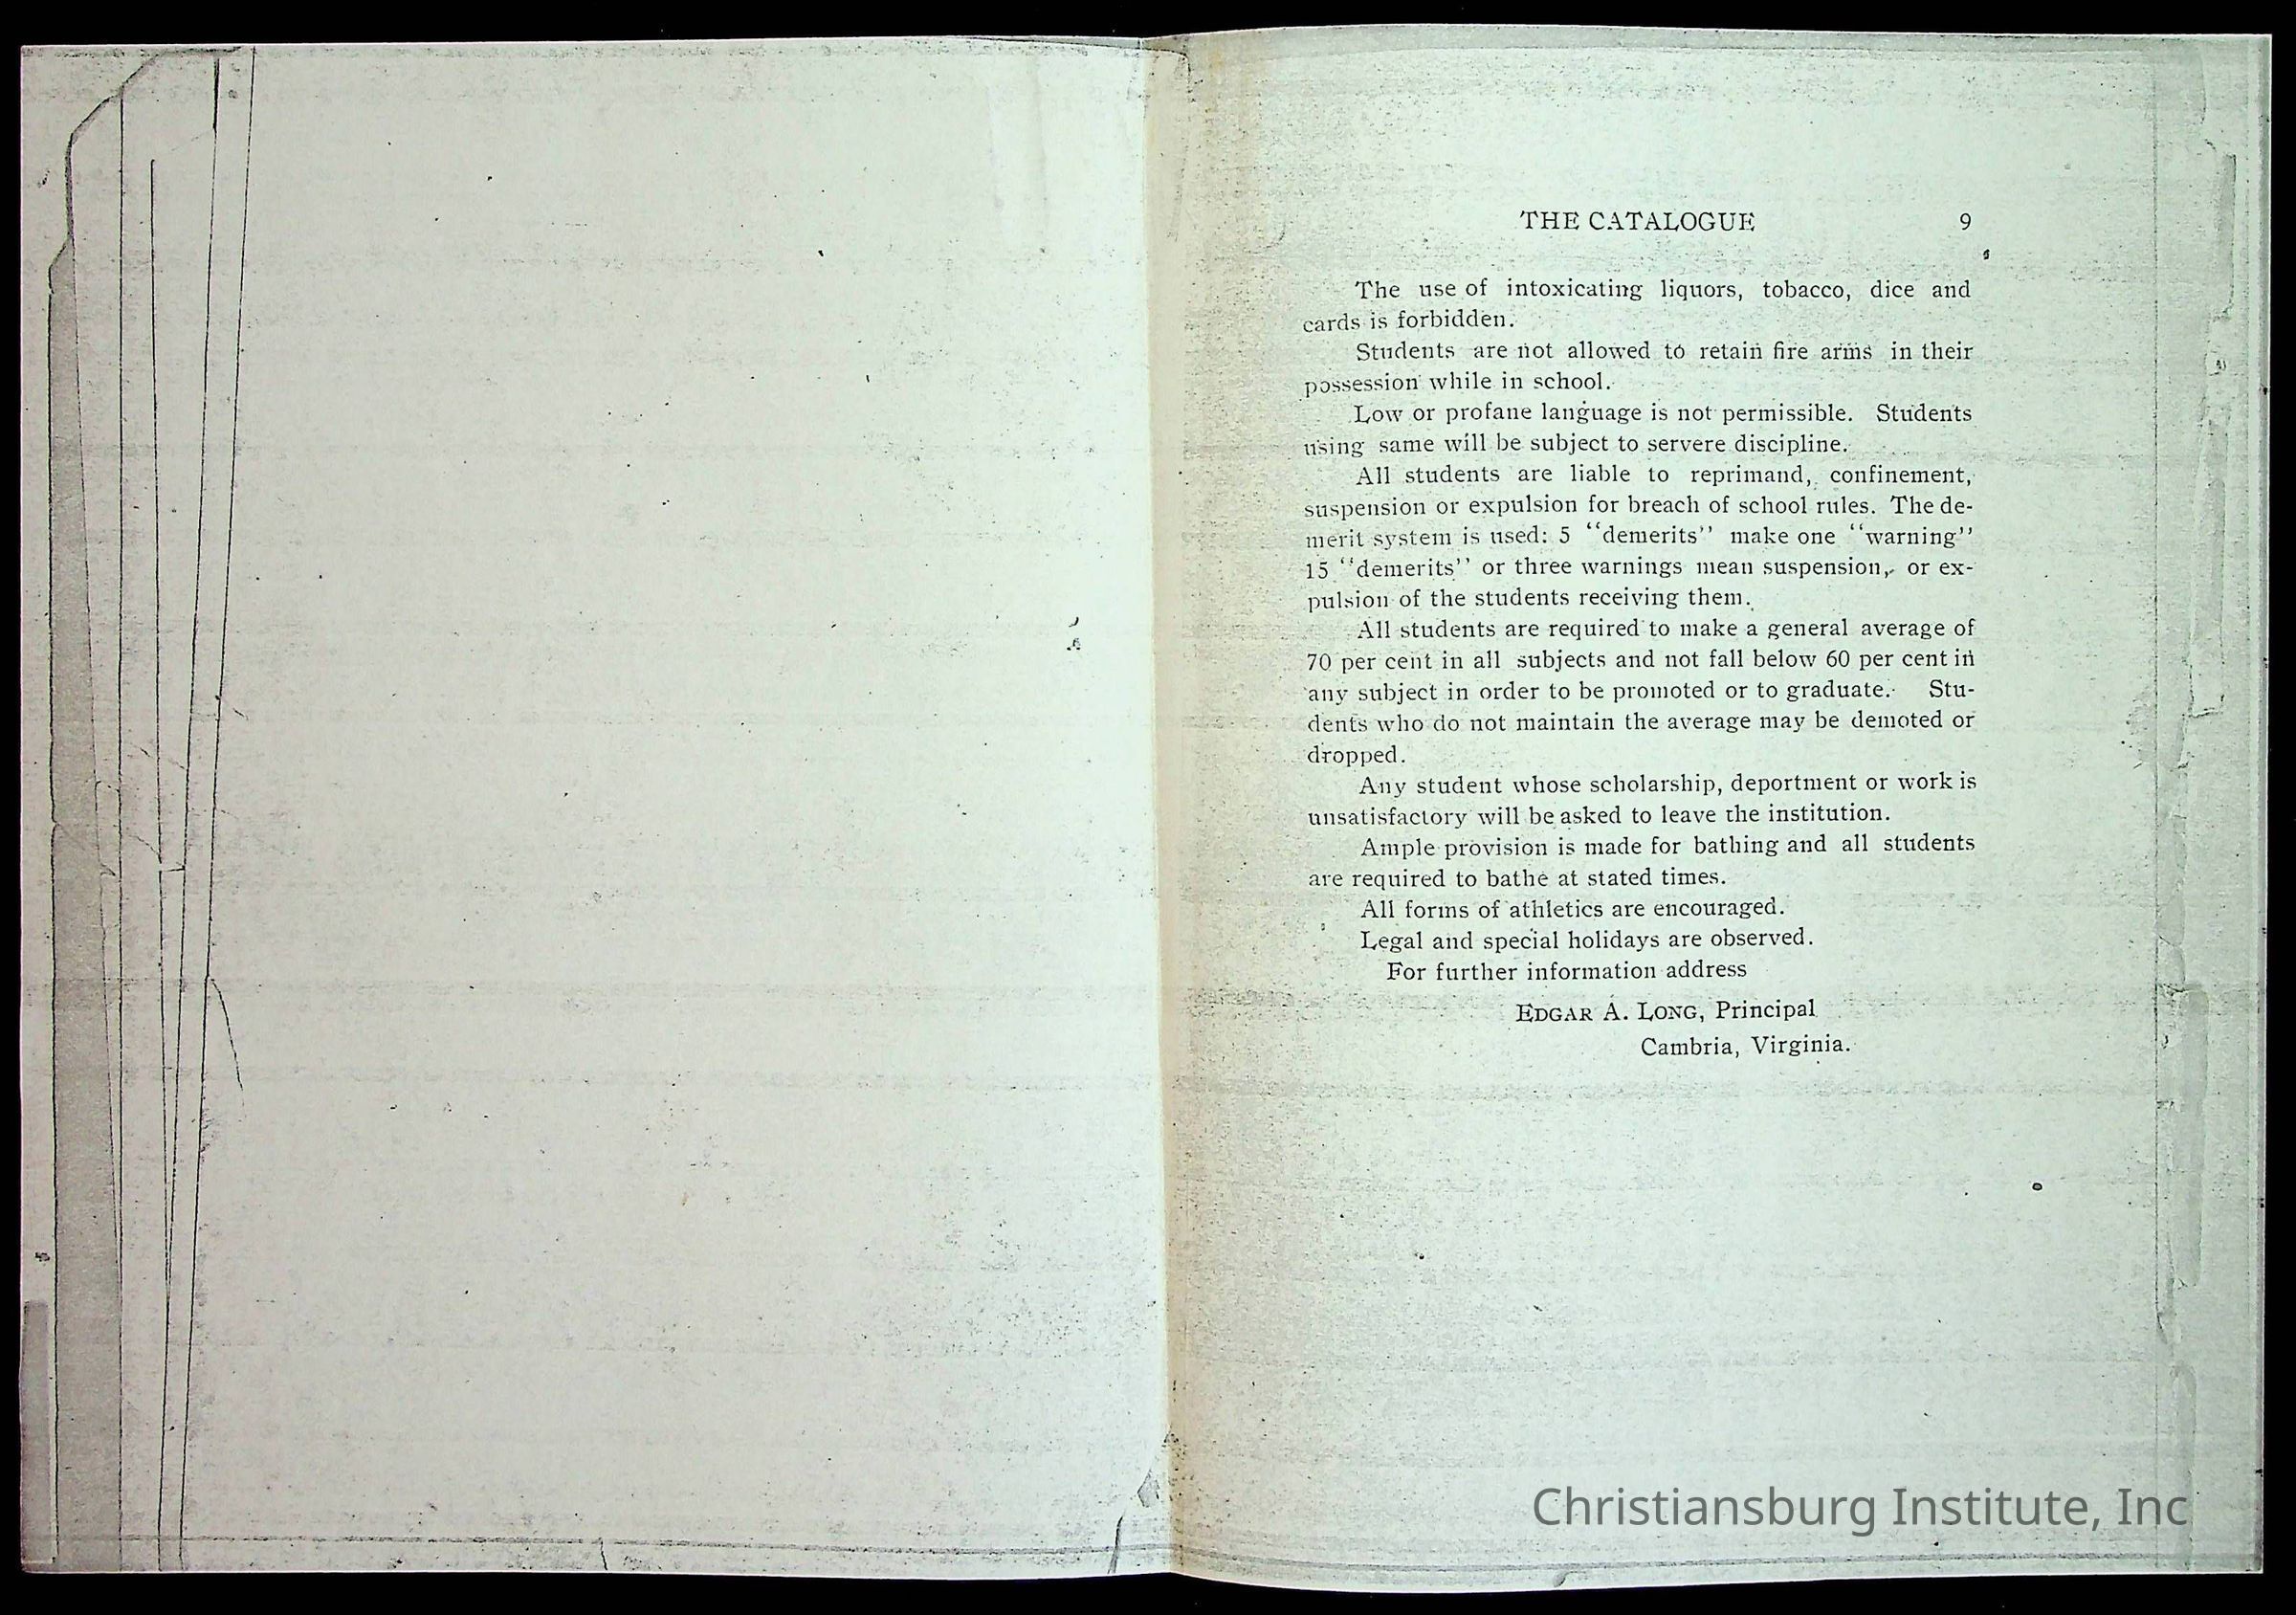 THE CATALOGUE 9
The use of intoxicating liquors, tobacco, dice and
cards is forbidden.
Students are not allowed to retain fire arms in their
possession while in school.
Low or profane language is not permissible. Students
using same will be subject to servere discipline.
All students are liable to reprimand, confinement,
suspension or expulsion for breach of school rules. The de-
merit system is used: 5 ‘‘demerits’’ make one ‘‘warning’’
15 ‘‘demerits’’ or three warnings mean suspension, or ex-
pulsion of the students receiving them.
All students are required to make a general average of
70 per cent in all subjects and not fall below 60 per cent in
any subject in order to be promoted or to graduate. Stu-
dents who do not maintain the average may be demoted or
dropped.
Any student whose scholarship, deportment or work is
unsatisfactory will be asked to leave the institution.
Ample provision is made for bathing and all students
are required to bathe at stated times.
All forms of athletics are encouraged.
Legal and special holidays are observed.
For further information address
EDGAR A. LONG, Principal
Cambria, Virginia.
Christiansburg Institute, Inc